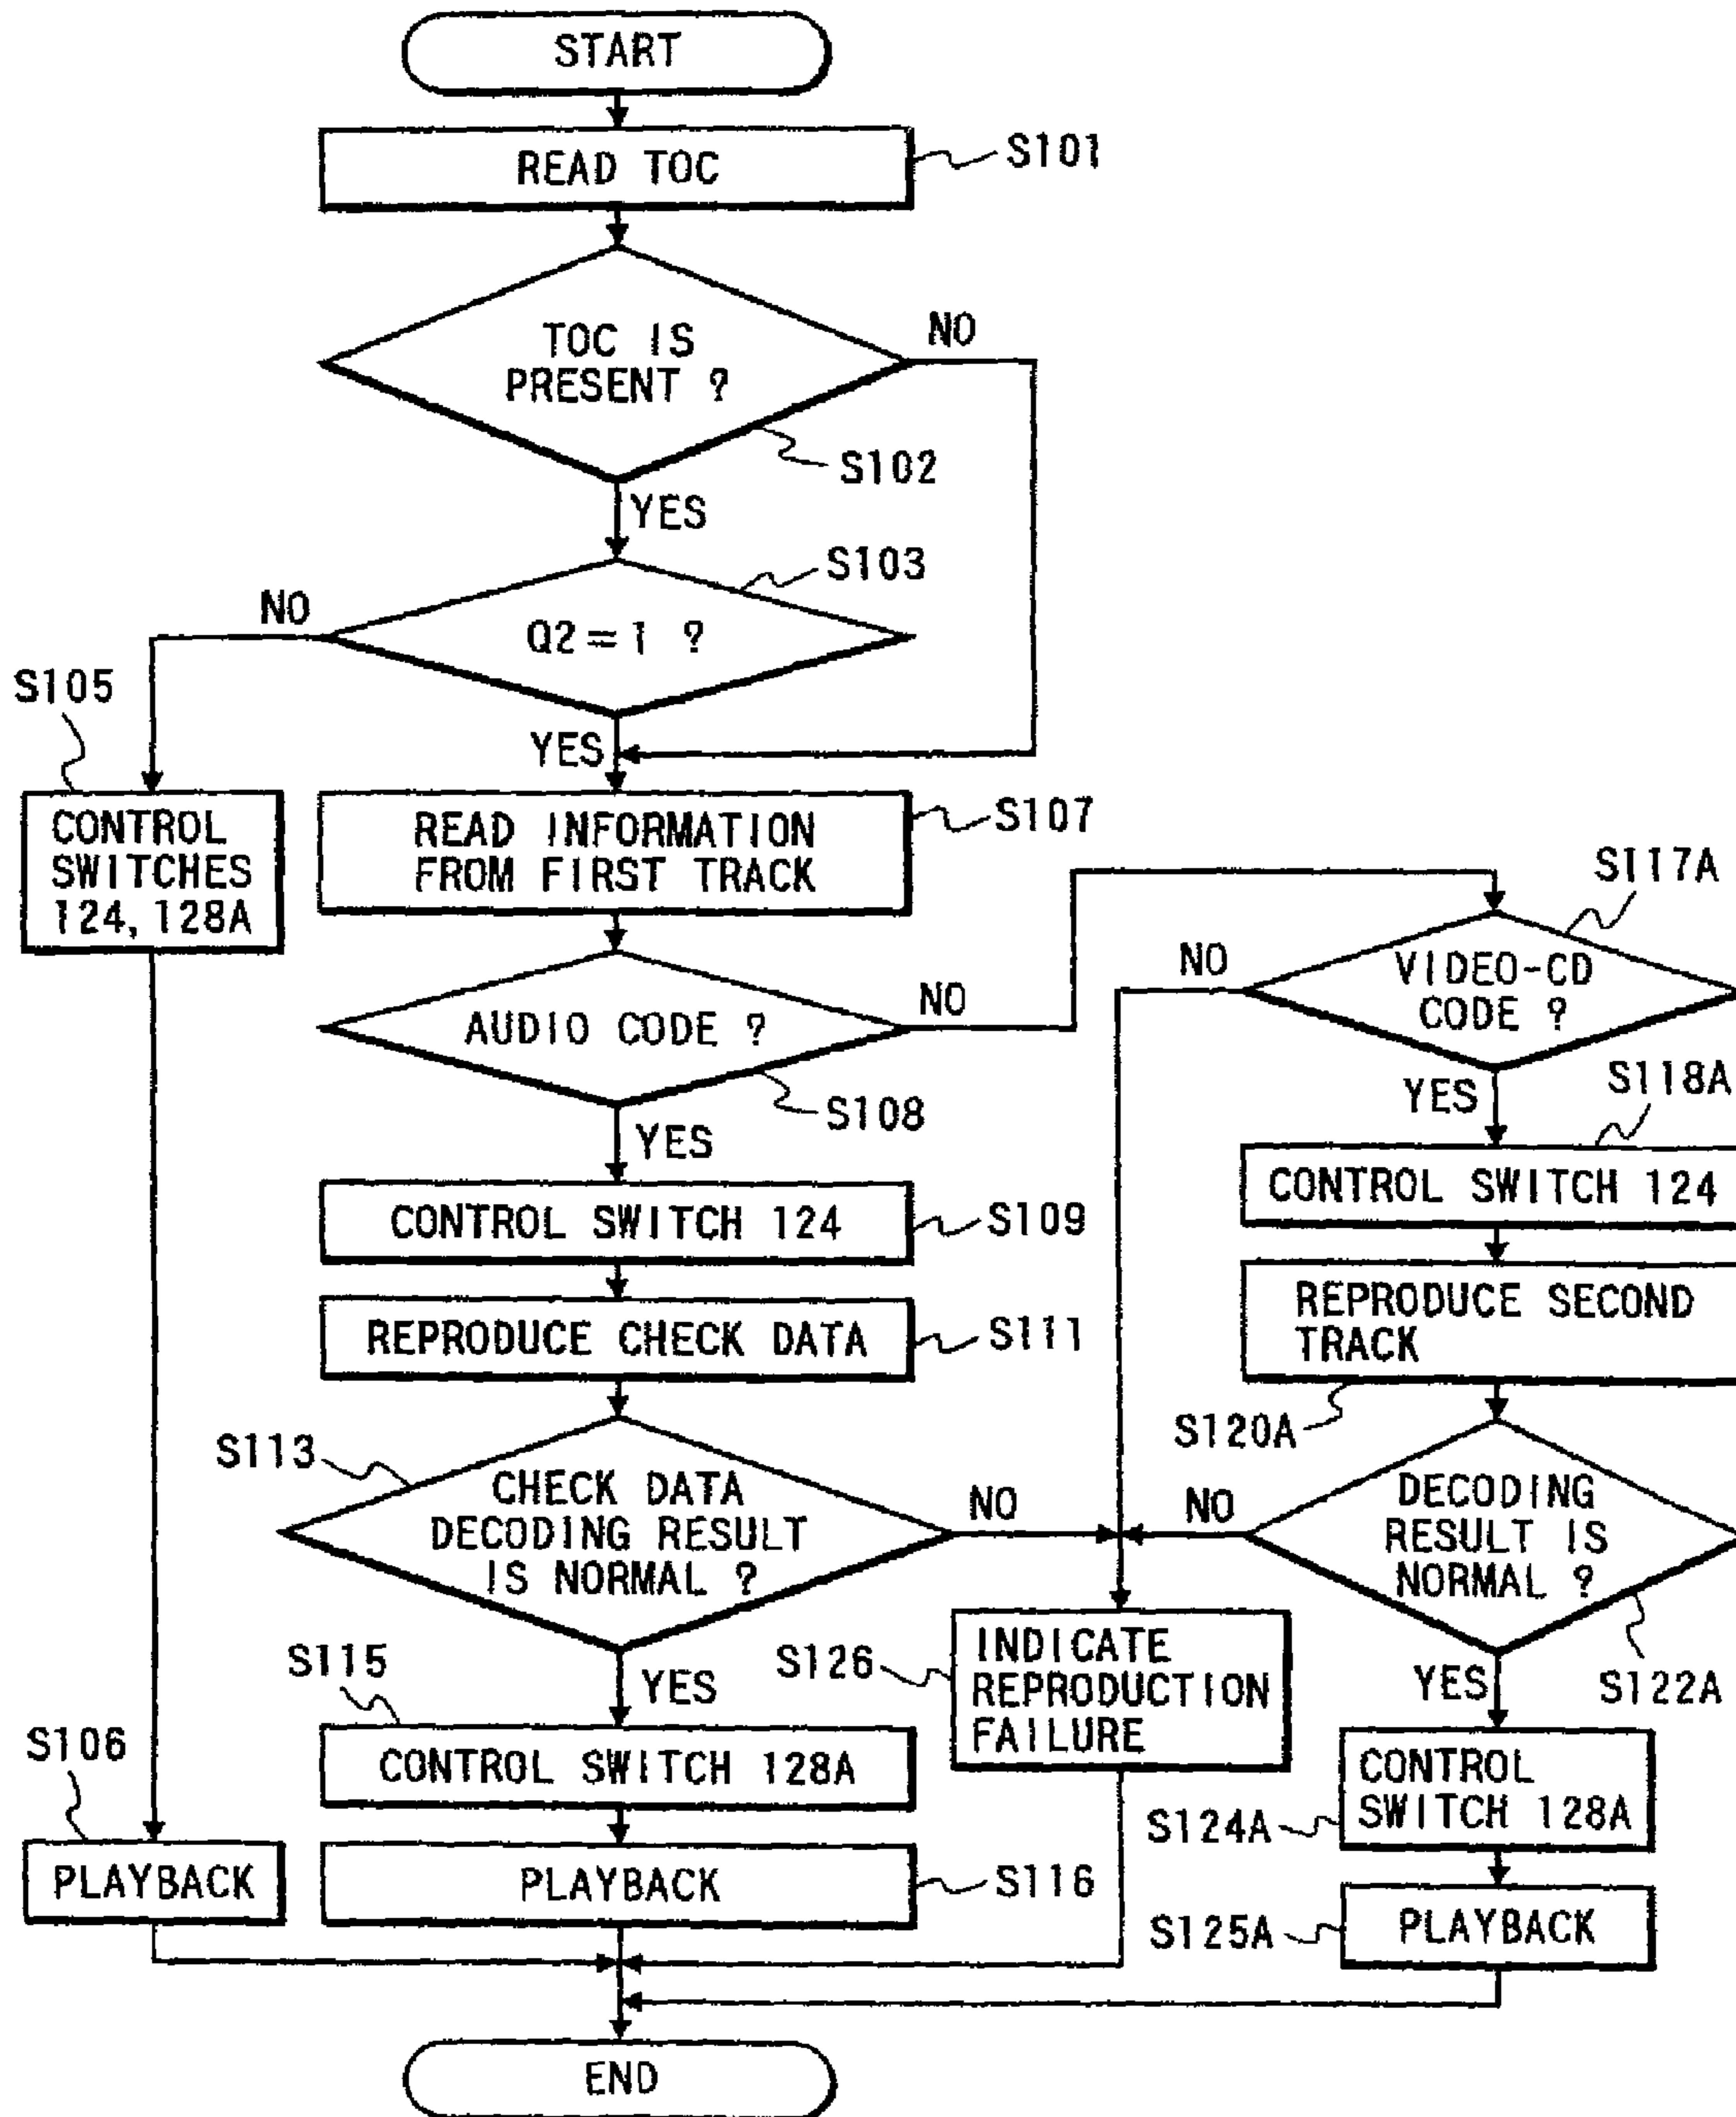 START
READ TOC
S101
TOC IS
PRESENT ?
NO
S102
YES
S103
NO
Q2 = 1 ?
S105
YES
CONTROL
SWITCHES
124, 128A
READ INFORMATION
FROM FIRST TRACK
S107
S117A
NO
VIDEO-CD
CODE ?
AUDIO CODE ?
NO
S108
YES
YES
S118A
CONTROL SWITCH 124
S109
CONTROL SWITCH 124
REPRODUCE CHECK DATA
S111
REPRODUCE SECOND
TRACK
S120A
S113
CHECK DATA
DECODING RESULT
IS NORMAL ?
NO
NO
DECODING
RESULT IS
NORMAL ?
S115
YES
S126
INDICATE
REPRODUCTION
FAILURE
YES
S122A
S106
CONTROL SWITCH 128A
CONTROL
SWITCH 128A
S124A
PLAYBACK
PLAYBACK
S116
S125A
PLAYBACK
END